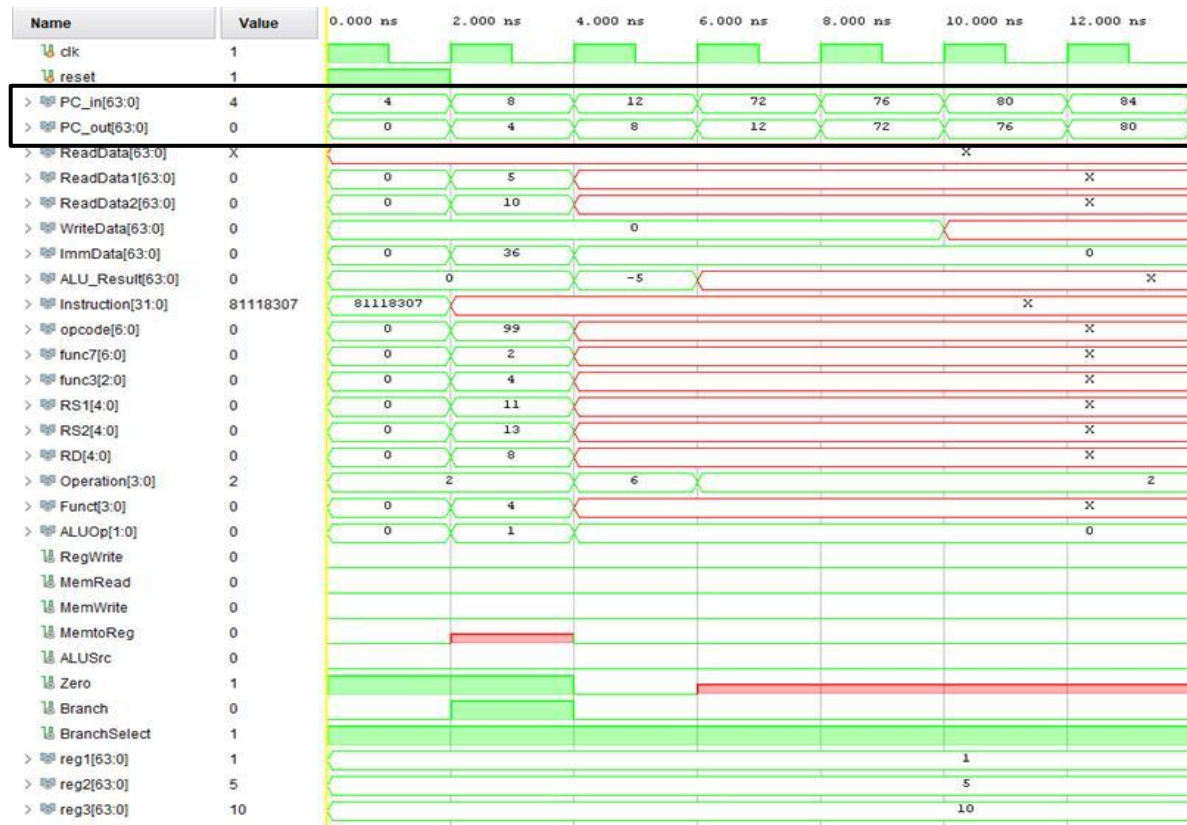 Name Value 0.000 ns 2.000 ns 4.000 ns 6.000 ns 8.000 ns 10.000 ns 12.000 ns
clk 1
reset 1
> PC_in[63:0] 4 4 8 12 72 76 80 84
> PC_out[63:0] 0 0 4 8 12 72 76 80
> ReadData[63:0] X X
> ReadData1[63:0] 0 0 5 X
> ReadData2[63:0] 0 0 10 X
> WriteData[63:0] 0 0
> ImmData[63:0] 0 0 36 0
> ALU_Result[63:0] 0 0 -5 X
> Instruction[31:0] 81118307 81118307 X
> opcode[6:0] 0 0 99 X
> func7[6:0] 0 0 2 X
> func3[2:0] 0 0 4 X
> RS1[4:0] 0 0 11 X
> RS2[4:0] 0 0 13 X
> RD[4:0] 0 0 8 X
> Operation[3:0] 2 2 6 2
> Funct[3:0] 0 0 4 X
> ALUOp[1:0] 0 0 1 0
RegWrite 0
MemRead 0
MemWrite 0
MemtoReg 0
ALUSrc 0
Zero 1
Branch 0
BranchSelect 1
> reg1[63:0] 1 1
> reg2[63:0] 5 5
> reg3[63:0] 10 10